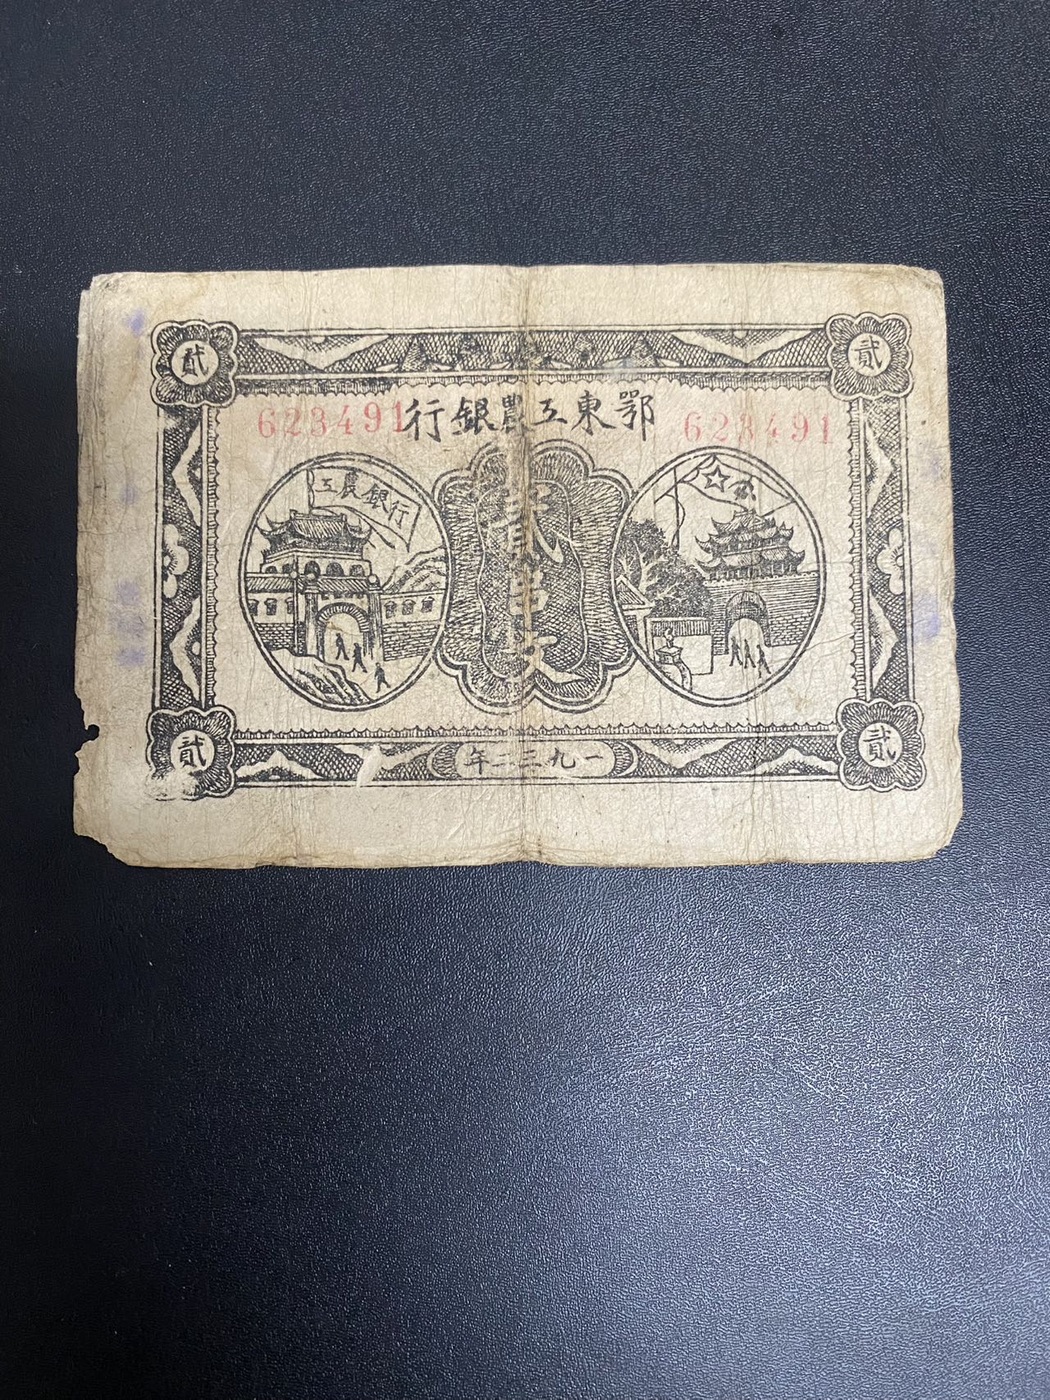 貳
貳
鄂東工農銀行
623491
623491
工農銀行
貳串文
貳
貳
一九三二年